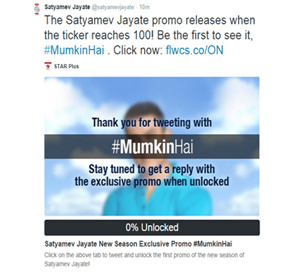 Satyamev Jayate @satyamevjayate · 10m
The Satyamev Jayate promo releases when
the ticker reaches 100! Be the first to see it,
#MumkinHai . Click now: flwcs.co/ON
STAR Plus
Thank you for tweeting with
#MumkinHai
Stay tuned to get a reply with
the exclusive promo when unlocked
0% Unlocked
Satyamev Jayate New Season Exclusive Promo #MumkinHai
Click on the above tab to tweet and unlock the first promo of the new season of
Satyamev Jayate!